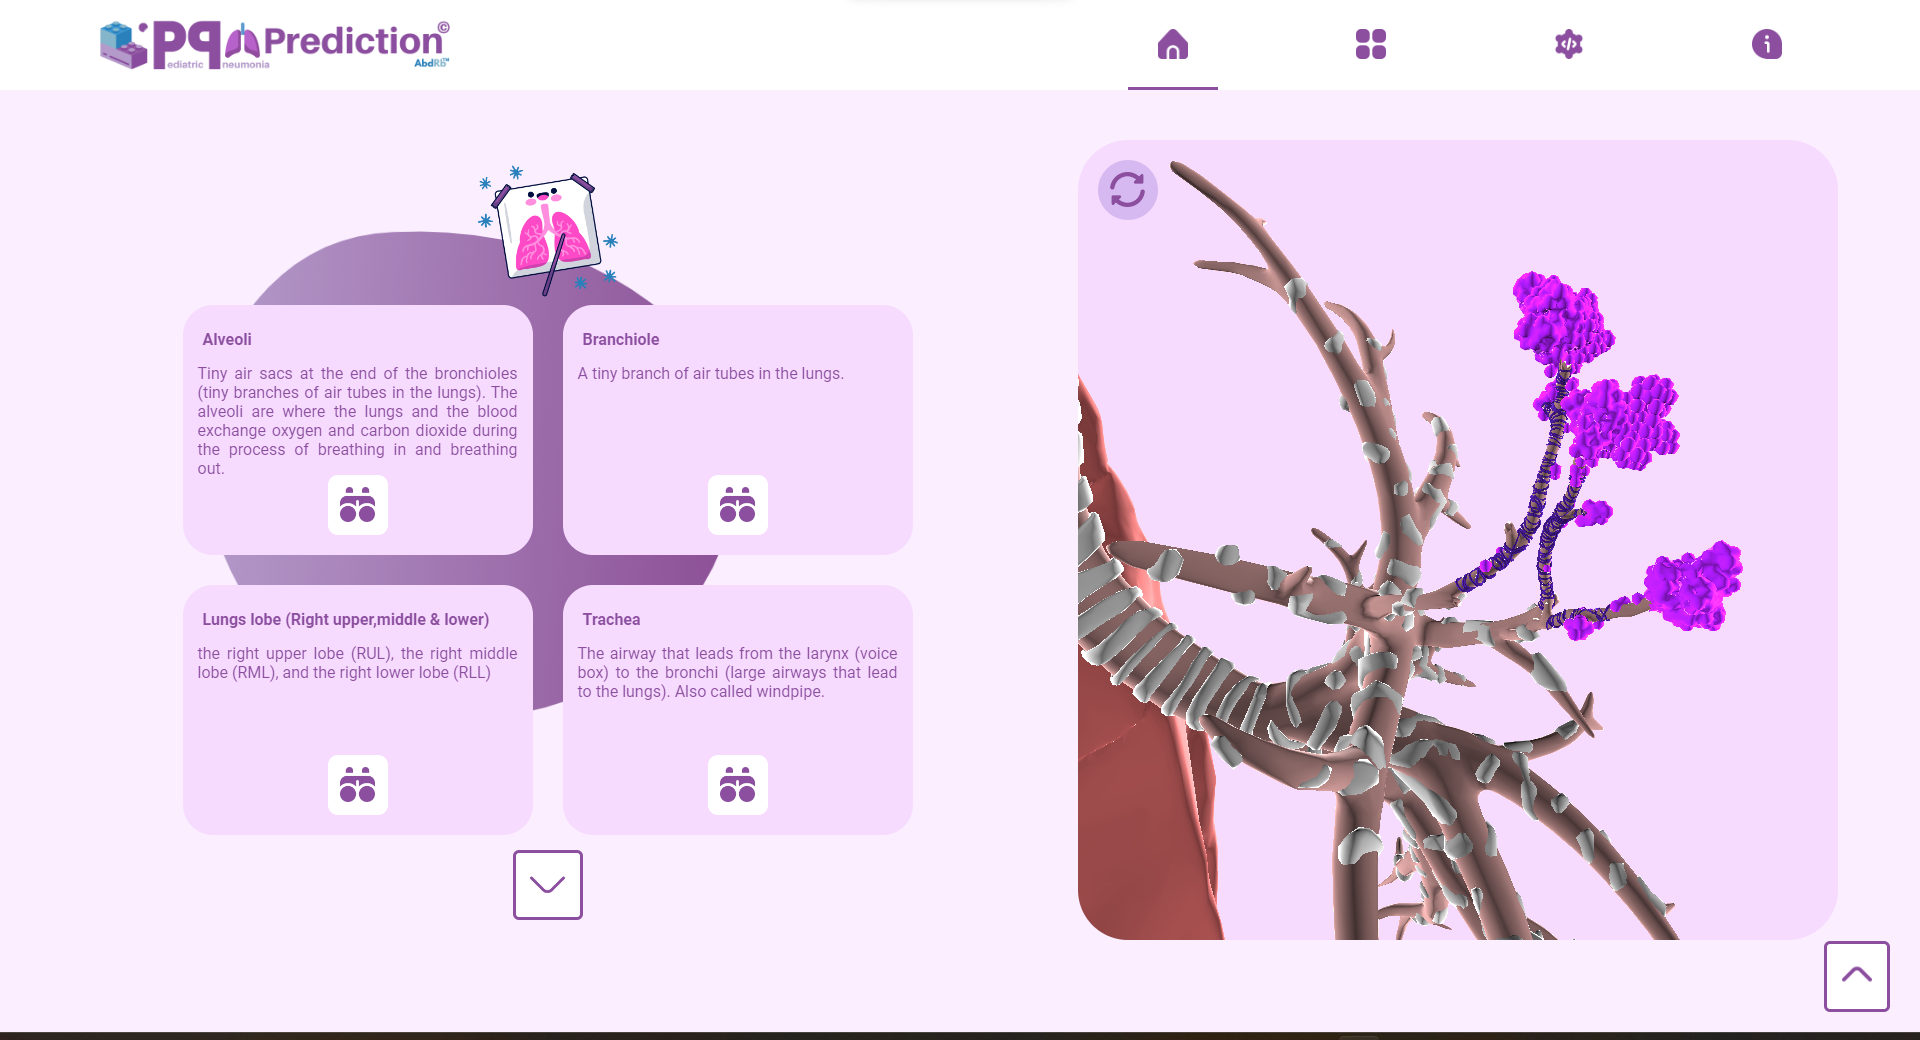 pq Prediction©
ediatric neumonia
AbdRb™
Alveoli
Tiny air sacs at the end of the bronchioles
(tiny branches of air tubes in the lungs). The
alveoli are where the lungs and the blood
exchange oxygen and carbon dioxide during
the process of breathing in and breathing
out.
Branchiole
A tiny branch of air tubes in the lungs.
Lungs lobe (Right upper,middle & lower)
the right upper lobe (RUL), the right middle
lobe (RML), and the right lower lobe (RLL)
Trachea
The airway that leads from the larynx (voice
box) to the bronchi (large airways that lead
to the lungs). Also called windpipe.